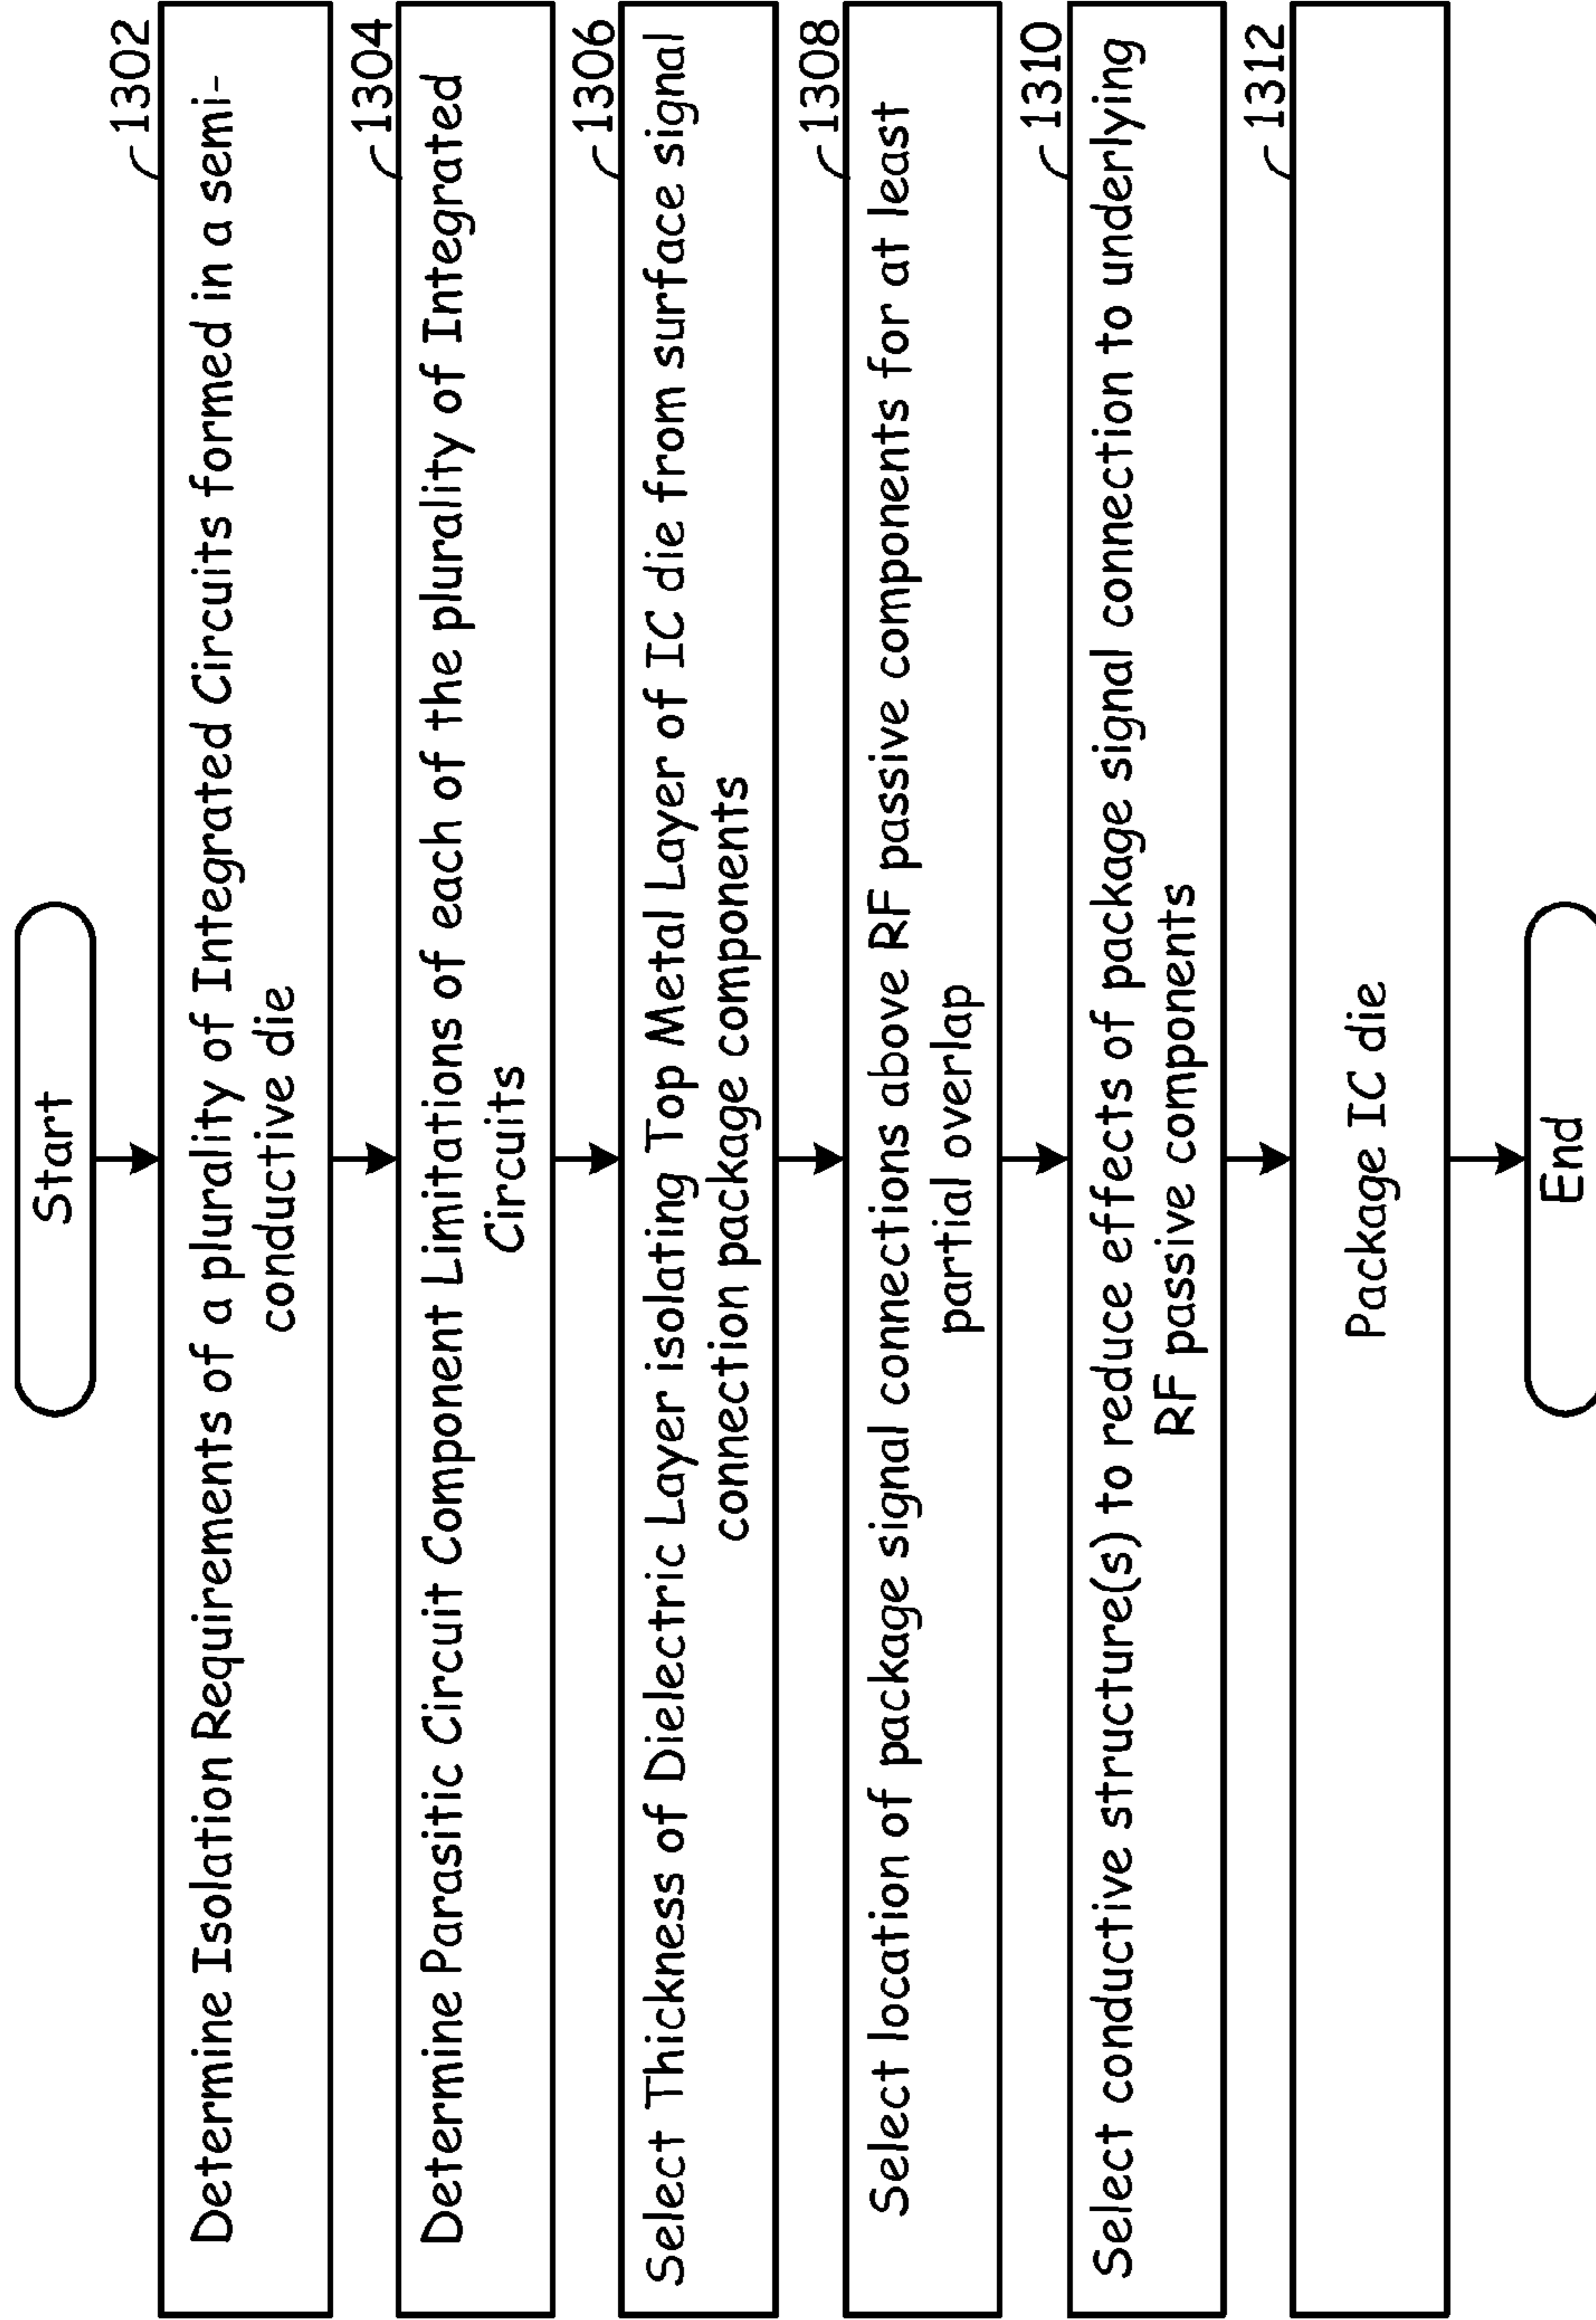 Start
1302
Determine Isolation Requirements of a plurality of Integrated Circuits formed in a semi-
conductive die
1304
Determine Parasitic Circuit Component Limitations of each of the plurality of Integrated
Circuits
1306
Select Thickness of Dielectric Layer isolating Top Metal Layer of IC die from surface signal
connection package components
1308
Select location of package signal connections above RF passive components for at least
partial overlap
1310
Select conductive structure(s) to reduce effects of package signal connection to underlying
RF passive components
1312
Package IC die
End